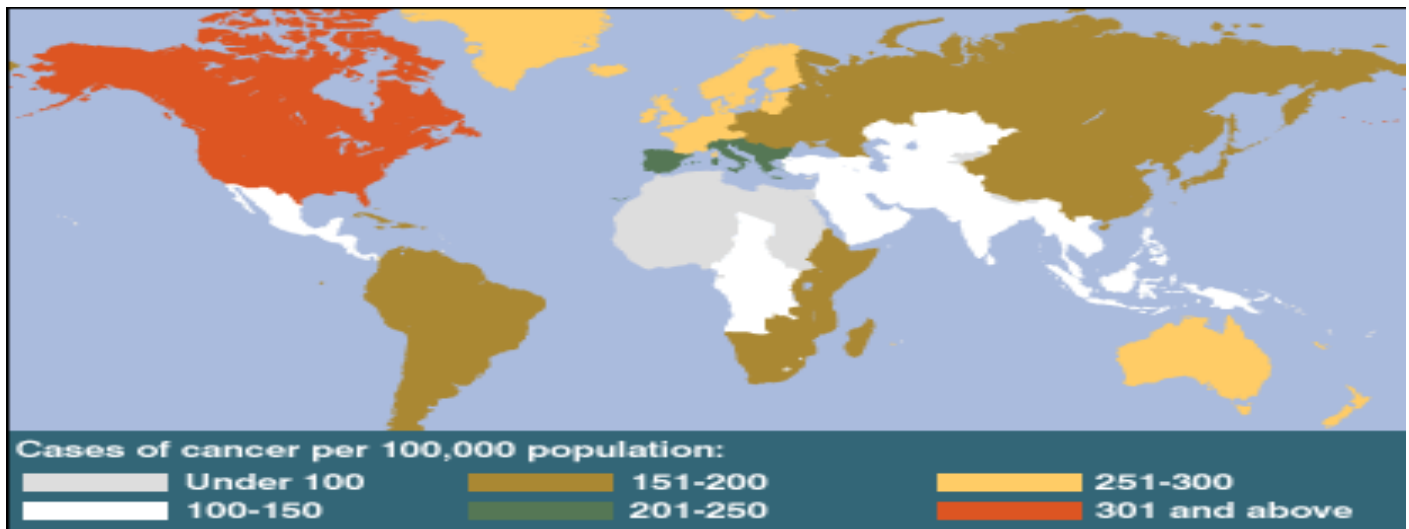 Cases of cancer per 100,000 population:
Under 100 151-200 251-300
100-150 201-250 301 and above